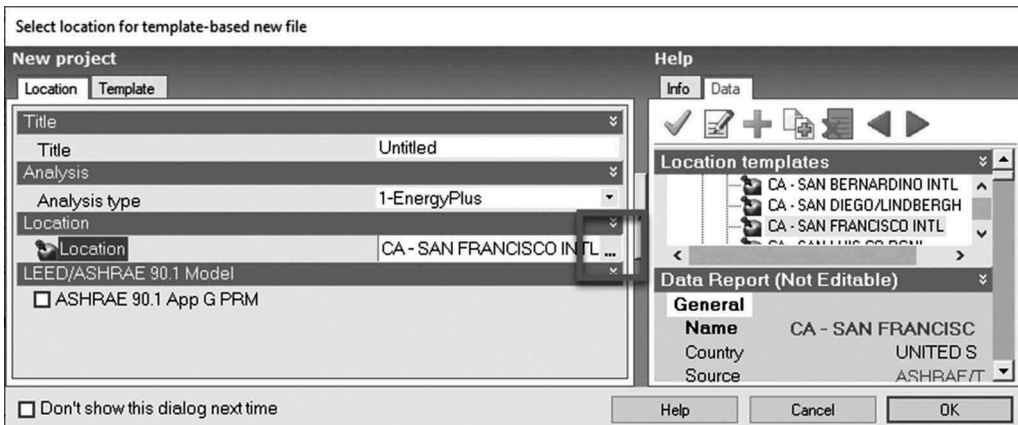 Select location for template-based new file
New project
Location Template
Title
Title Untitled
Analysis
Analysis type 1-EnergyPlus
Location
Location CA - SAN FRANCISCO INTL ...
LEED/ASHRAE 90.1 Model
ASHRAE 90.1 App G PRM
Help
Info Data
Location templates
CA - SAN BERNARDINO INTL
CA - SAN DIEGO/LINDBERGH
CA - SAN FRANCISCO INTL
Data Report (Not Editable)
General
Name CA - SAN FRANCISC
Country UNITED S
Source ASHRAE/T
Don't show this dialog next time
Help Cancel OK